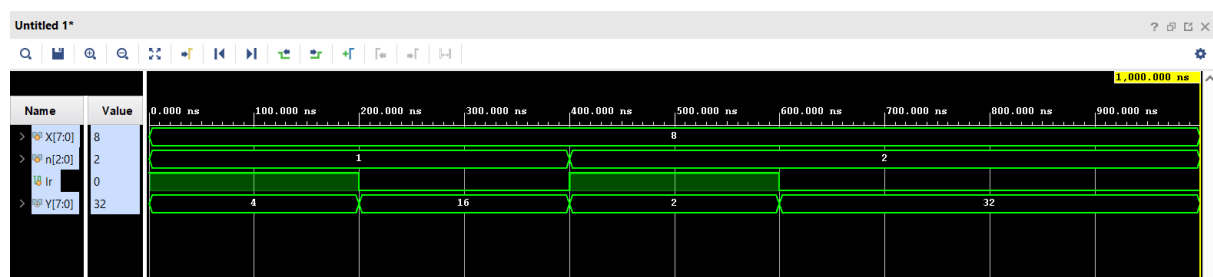 Untitled 1*
1,000.000 ns
Name Value 0.000 ns 100.000 ns 200.000 ns 300.000 ns 400.000 ns 500.000 ns 600.000 ns 700.000 ns 800.000 ns 900.000 ns
X[7:0] 8 8
n[2:0] 2 1 2
lr 0
Y[7:0] 32 4 16 2 32